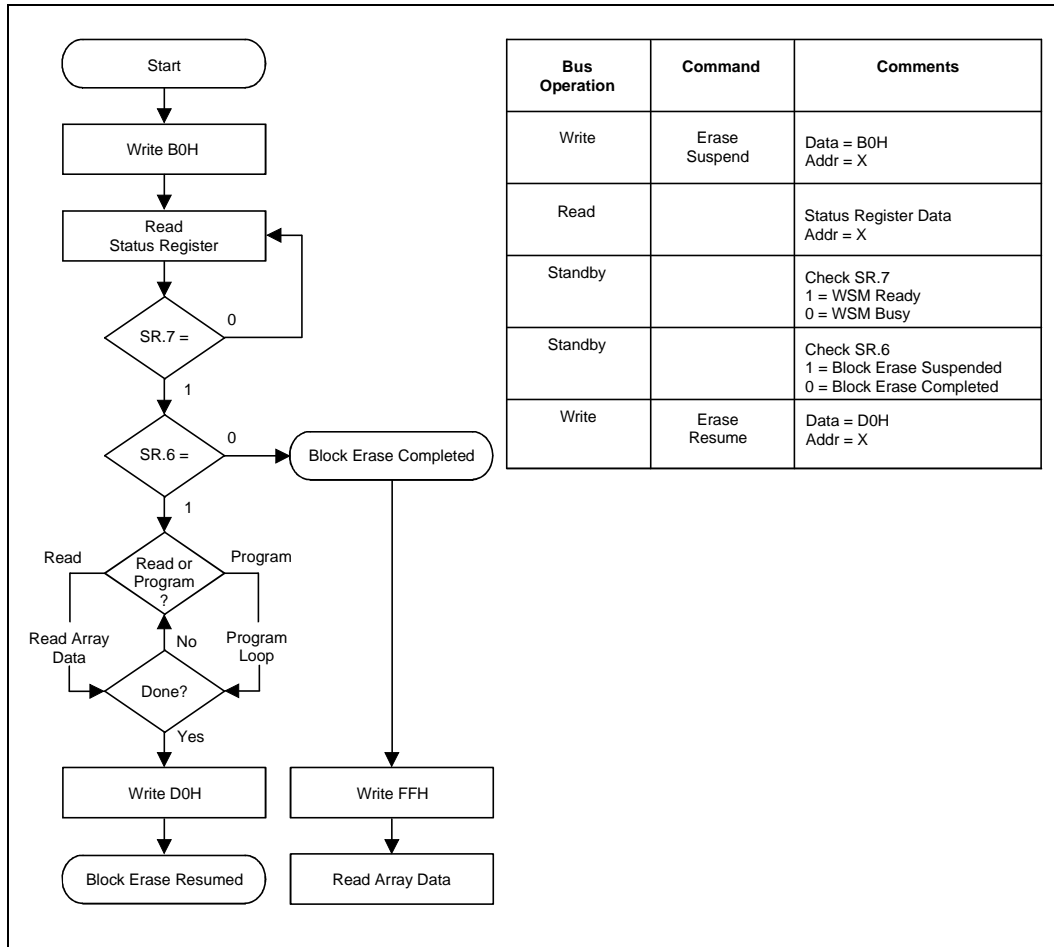 Start
Write B0H
Read
Status Register
SR.7 =
0
1
SR.6 =
0
Block Erase Completed
1
Read
Read or
Program
?
Program
Read Array
Data
No
Program
Loop
Done?
Yes
Write D0H
Write FFH
Block Erase Resumed
Read Array Data
Bus
Operation
Command
Comments
Write
Erase
Suspend
Data = B0H
Addr = X
Read
Status Register Data
Addr = X
Standby
Check SR.7
1 = WSM Ready
0 = WSM Busy
Standby
Check SR.6
1 = Block Erase Suspended
0 = Block Erase Completed
Write
Erase
Resume
Data = D0H
Addr = X